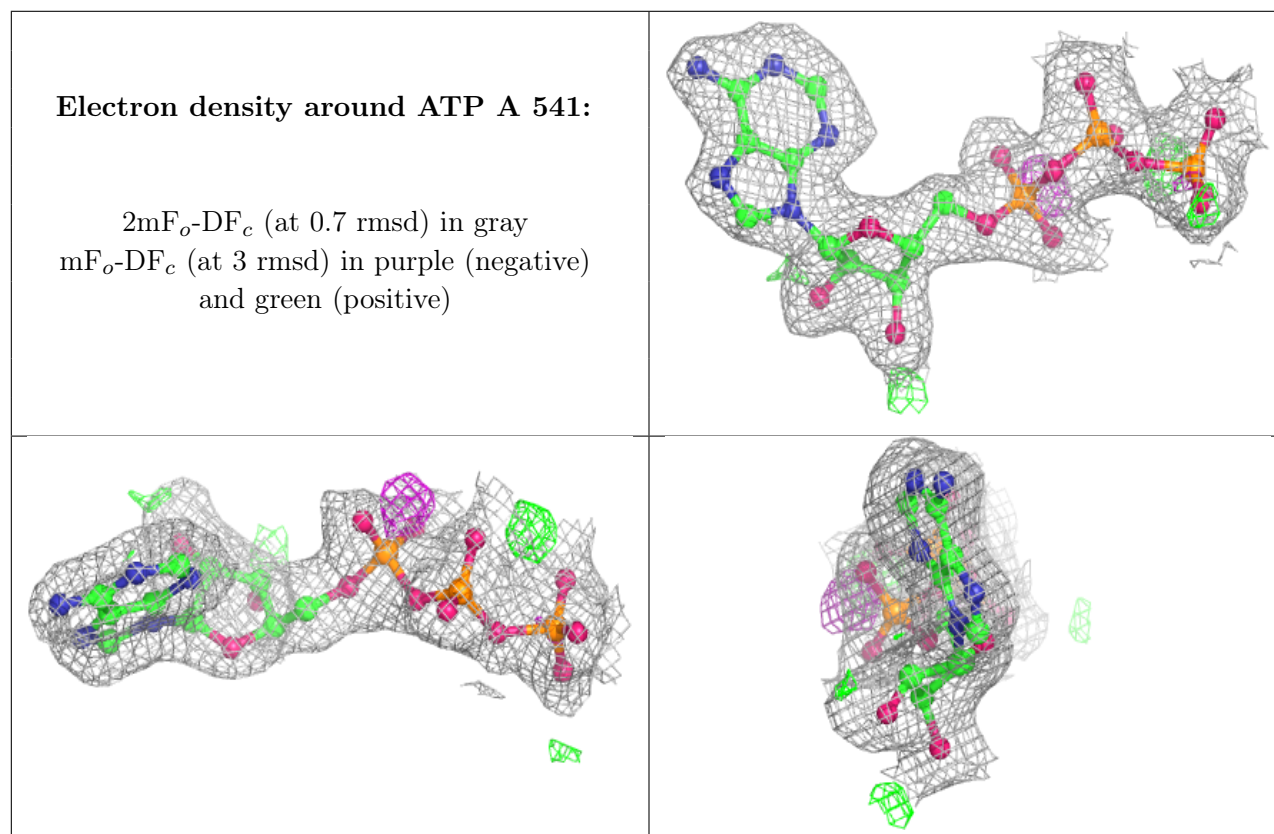 Electron density around ATP A 541:
2mFo-DFc (at 0.7 rmsd) in gray
mFo-DFc (at 3 rmsd) in purple (negative)
and green (positive)